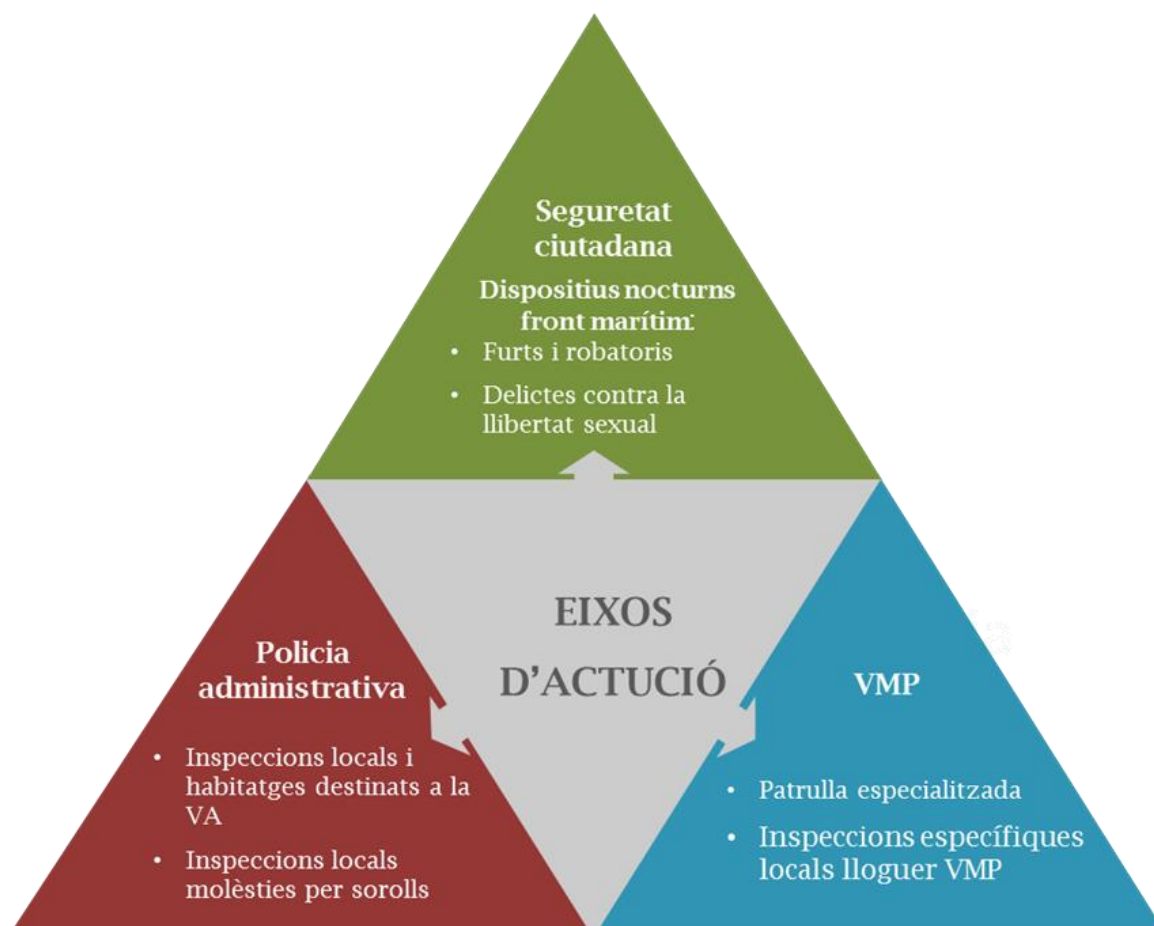 Seguretat
ciutadana
Dispositius nocturns
front marítim:
• Furts i robatoris
• Delictes contra la
llibertat sexual
EIXOS
D’ACTUCIÓ
Policia
administrativa
• Inspeccions locals i
habitatges destinats a la
VA
• Inspeccions locals
molèsties per sorolls
VMP
• Patrulla especialitzada
• Inspeccions específiques
locals lloguer VMP